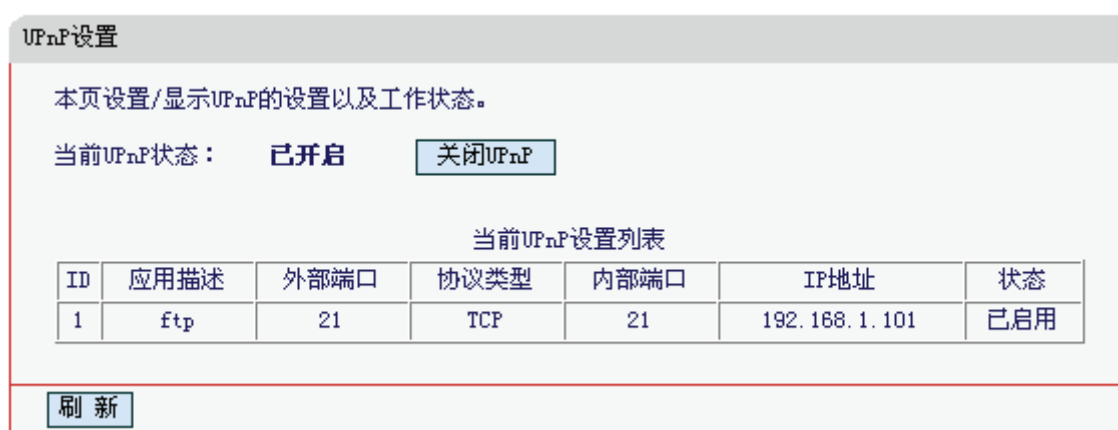 UPnP设置
本页设置/显示UPnP的设置以及工作状态。
当前UPnP状态： 已开启 关闭UPnP
当前UPnP设置列表
ID 应用描述 外部端口 协议类型 内部端口 IP地址 状态
1 ftp 21 TCP 21 192.168.1.101 已启用
刷 新